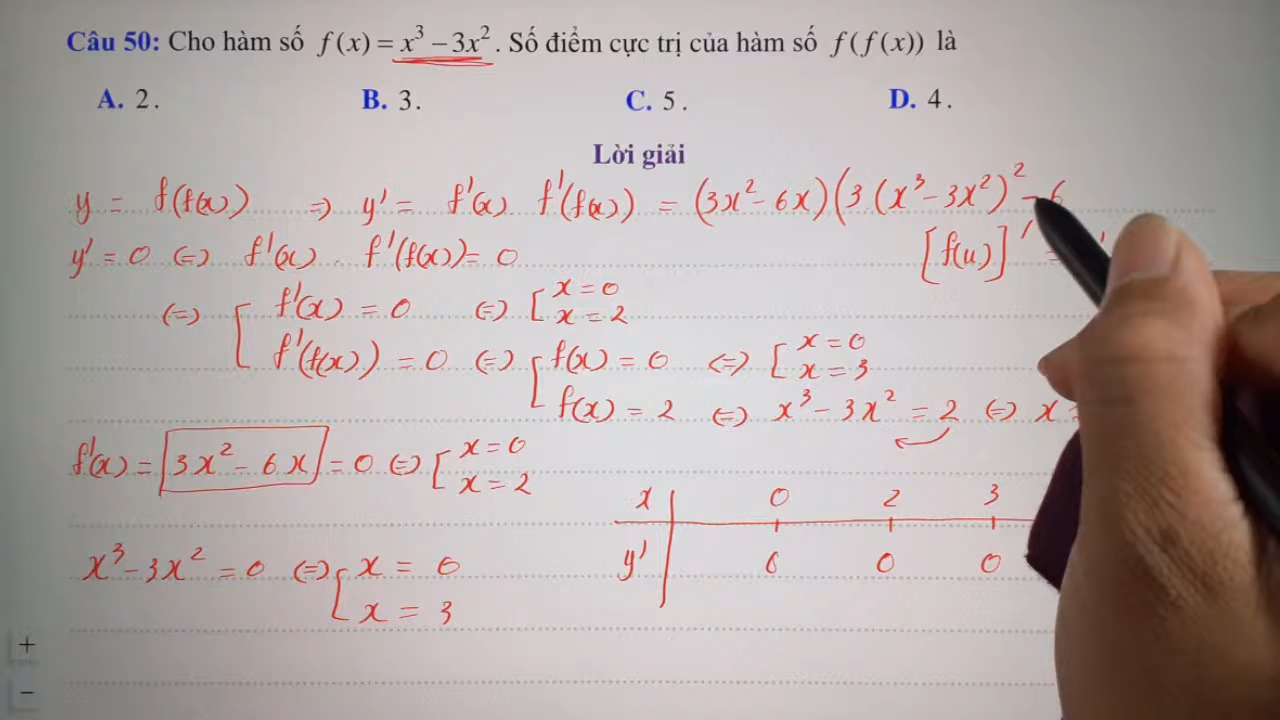 Câu 50: Cho hàm số f(x) = x³ − 3x². Số điểm cực trị của hàm số f(f(x)) là
A. 2. B. 3. C. 5. D. 4.
Lời giải
y = f(f(x)) ⇒ y' = f'(x) f'(f(x)) = (3x² − 6x)(3(x³ − 3x²)² − 6
[f(u)]' =
y' = 0 ⇔ f'(x) . f'(f(x)) = 0
⇔ [ f'(x) = 0 ⇔ [ x = 0
x = 2
f'(f(x)) = 0 ⇔ [ f(x) = 0 ⇔ [ x = 0
x = 3
f(x) = 2 ⇔ x³ − 3x² = 2 ⇔ x =
f'(x) = 3x² − 6x = 0 ⇔ [ x = 0
x = 2
x³ − 3x² = 0 ⇔ [ x = 0
x = 3
x 0 2 3
y' 0 0 0
+
−